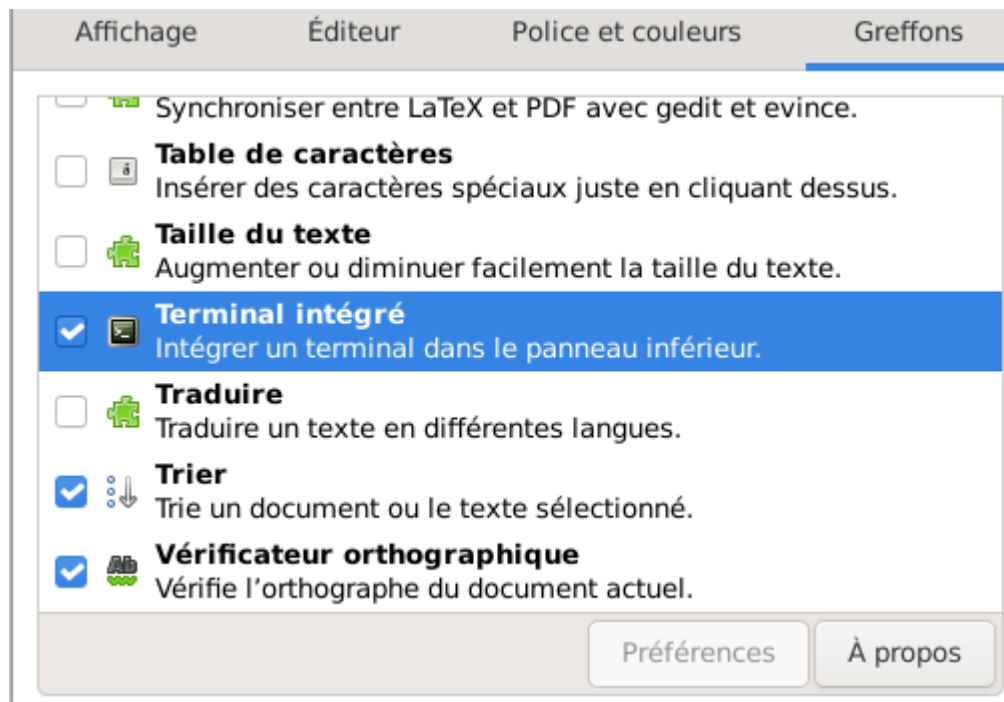 Affichage Éditeur Police et couleurs Greffons
Synchroniser entre LaTeX et PDF avec gedit et evince.
Table de caractères
Insérer des caractères spéciaux juste en cliquant dessus.
Taille du texte
Augmenter ou diminuer facilement la taille du texte.
Terminal intégré
Intégrer un terminal dans le panneau inférieur.
Traduire
Traduire un texte en différentes langues.
Trier
Trie un document ou le texte sélectionné.
Vérificateur orthographique
Vérifie l’orthographe du document actuel.
Préférences À propos